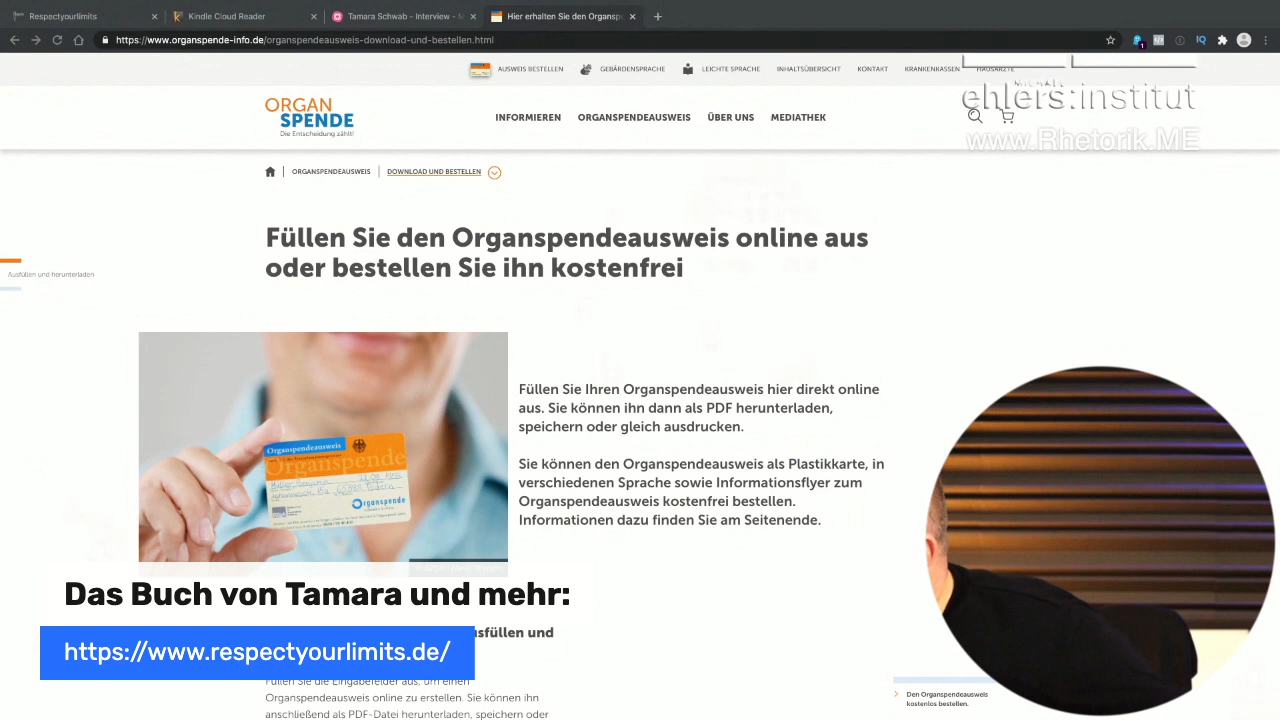 Respectyourlimits
Kindle Cloud Reader
Tamara Schwab - Interview -
Hier erhalten Sie den Organsp
https://www.organspende-info.de/organspendeausweis-download-und-bestellen.html
AUSWEIS BESTELLEN
GEBÄRDENSPRACHE
LEICHTE SPRACHE
INHALTSÜBERSICHT
KONTAKT
KRANKENKASSEN
HAUSÄRZTE
ehlers:institut
www.Rhetorik.ME
ORGAN
SPENDE
Die Entscheidung zählt!
INFORMIEREN
ORGANSPENDEAUSWEIS
ÜBER UNS
MEDIATHEK
ORGANSPENDEAUSWEIS
DOWNLOAD UND BESTELLEN
Füllen Sie den Organspendeausweis online aus
oder bestellen Sie ihn kostenfrei
Ausfüllen und herunterladen
Organspendeausweis
Organspende
Organspende
Füllen Sie Ihren Organspendeausweis hier direkt online
aus. Sie können ihn dann als PDF herunterladen,
speichern oder gleich ausdrucken.
Sie können den Organspendeausweis als Plastikkarte, in
verschiedenen Sprache sowie Informationsflyer zum
Organspendeausweis kostenfrei bestellen.
Informationen dazu finden Sie am Seitenende.
Das Buch von Tamara und mehr:
https://www.respectyourlimits.de/
sfüllen und
Füllen Sie die Eingabefelder aus, um einen
Organspendeausweis online zu erstellen. Sie können ihn
anschließend als PDF-Datei herunterladen, speichern oder
Den Organspendeausweis
kostenlos bestellen.